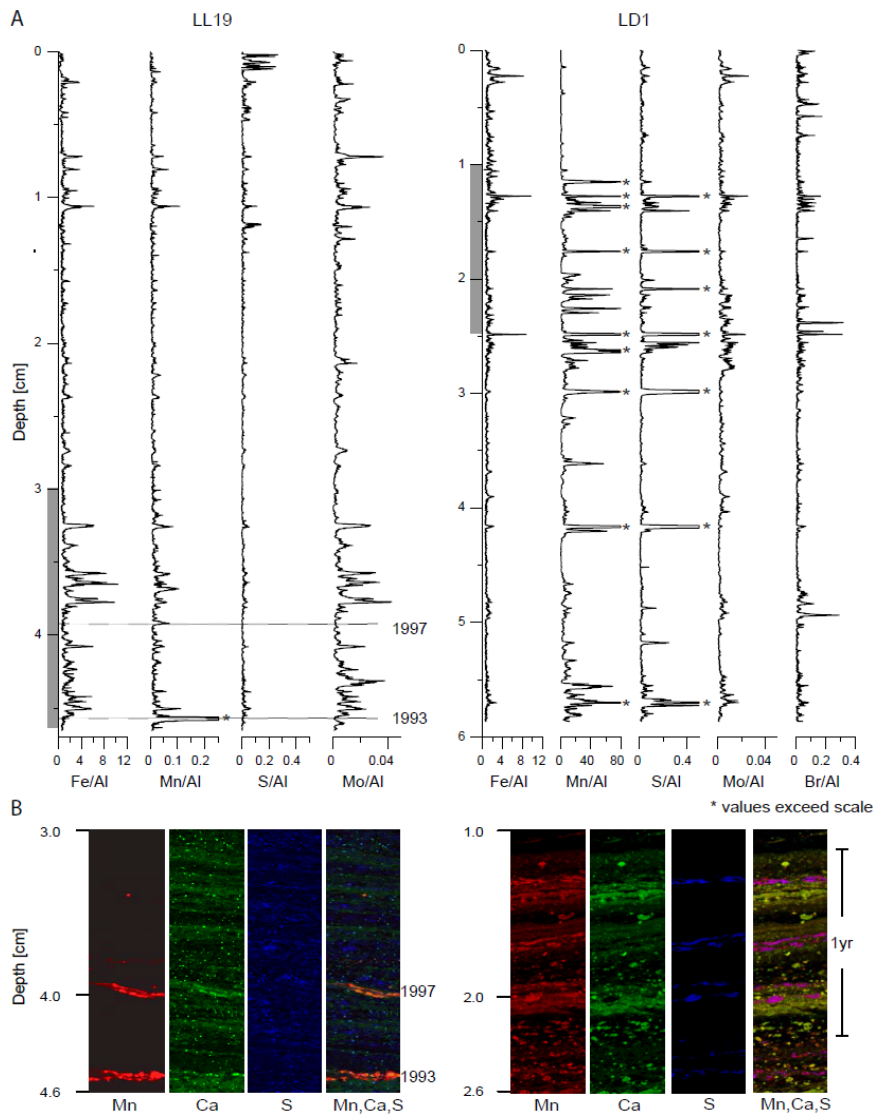 A
LL19
LD1
0
1
2
3
4
Depth [cm]
1997
1993
*
0 4 8 12
0 0.1 0.2
0 0.2 0.4
0 0.04
Fe/Al
Mn/Al
S/Al
Mo/Al
0
1
2
3
4
5
6
* *
*
* *
*
* *
*
* *
* *
* *
0 4 8 12
0 40 80
0 0.4
0 0.04
0 0.2 0.4
Fe/Al
Mn/Al
S/Al
Mo/Al
Br/Al
* values exceed scale
B
3.0
4.0
4.6
Depth [cm]
1997
1993
Mn
Ca
S
Mn,Ca,S
1.0
2.0
2.6
1yr
Mn
Ca
S
Mn,Ca,S